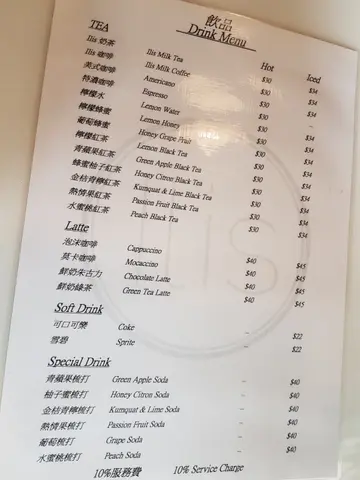 飲品
Drink Menu
TEA Hot Iced
Ilis 奶茶 Ilis Milk Tea $30 $34
Ilis 咖啡 Ilis Milk Coffee $30 $34
美式咖啡 Americano $30 $34
特濃咖啡 Espresso $30 –
檸檬水 Lemon Water $30 $34
檸檬蜂蜜 Lemon Honey $30 $34
葡萄蜂蜜 Honey Grape Fruit $30 $34
檸檬紅茶 Lemon Black Tea $30 $34
青蘋果紅茶 Green Apple Black Tea $30 $34
蜂蜜柚子紅茶 Honey Citron Black Tea $30 $34
金桔青檸紅茶 Kumquat & Lime Black Tea $30 $34
熱情果紅茶 Passion Fruit Black Tea $30 $34
水蜜桃紅茶 Peach Black Tea $30 $34
Latte
泡沫咖啡 Cappuccino $40 $45
莫卡咖啡 Mocaccino $40 $45
鮮奶朱古力 Chocolate Latte $40 $45
鮮奶綠茶 Green Tea Latte $40 $45
Soft Drink
可口可樂 Coke – $22
雪碧 Sprite – $22
Special Drink
青蘋果梳打 Green Apple Soda – $40
柚子蜜梳打 Honey Citron Soda – $40
金桔青檸梳打 Kumquat & Lime Soda – $40
熱情果梳打 Passion Fruit Soda – $40
葡萄梳打 Grape Soda – $40
水蜜桃梳打 Peach Soda – $40
10%服務費 10% Service Charge